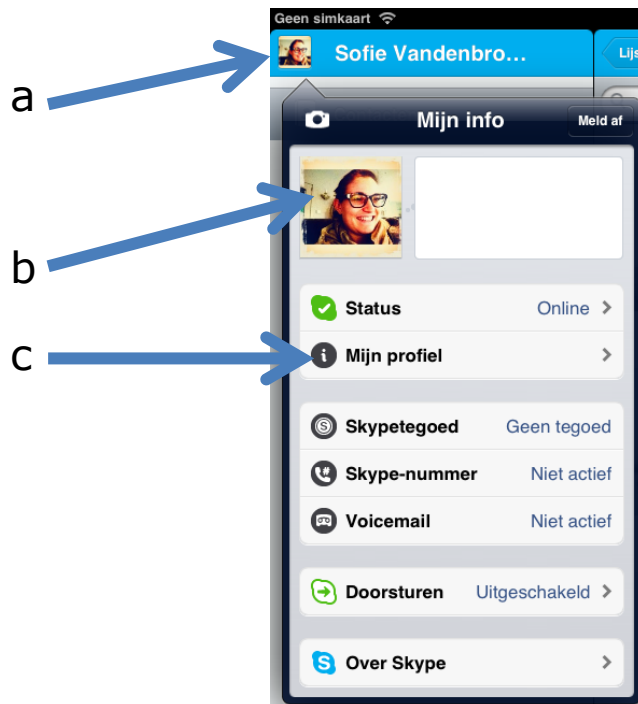 Geen simkaart
a
Sofie Vandenbro...
Lijs
Mijn info
Meld af
b
Status Online
c
Mijn profiel
Skypetegoed Geen tegoed
Skype-nummer Niet actief
Voicemail Niet actief
Doorsturen Uitgeschakeld
Over Skype